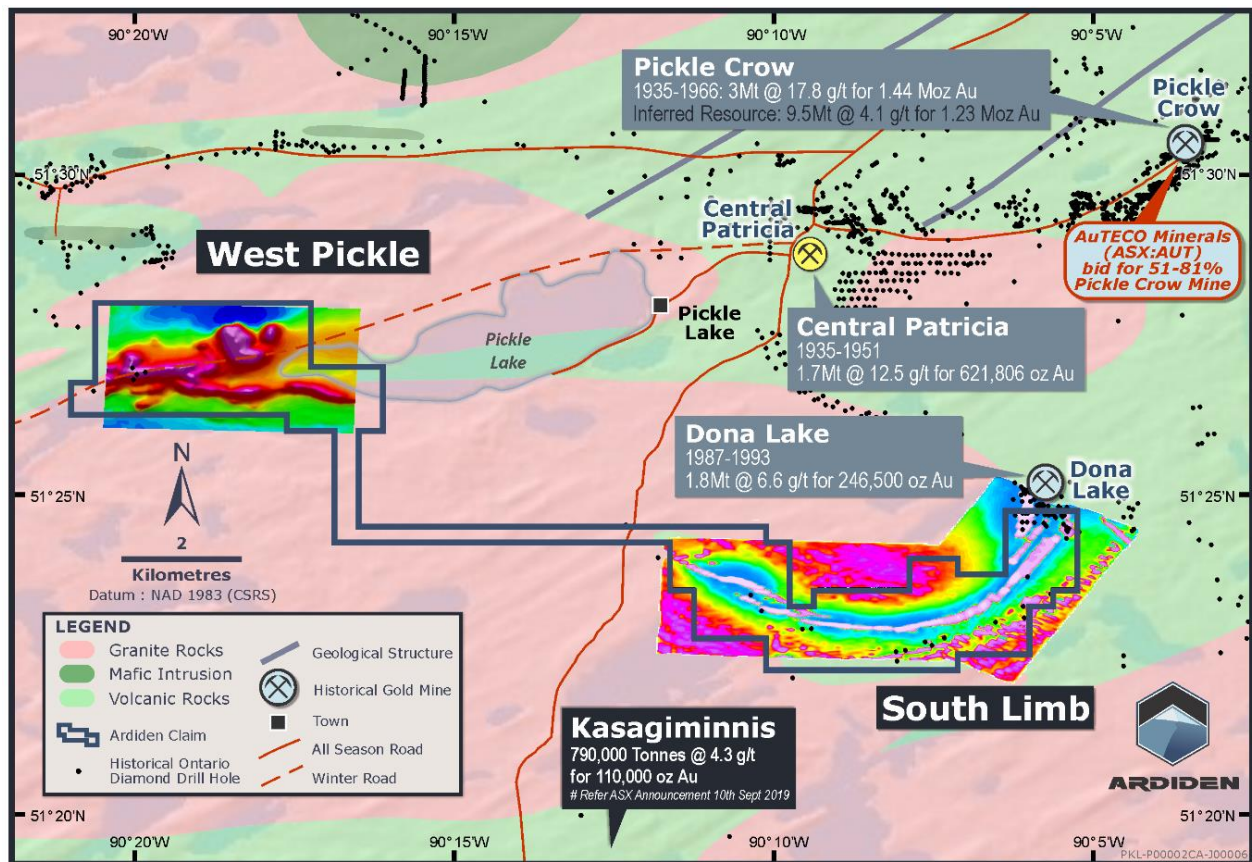 90°20'W
90°15'W
90°10'W
90°5'W
Pickle Crow
1935-1966: 3Mt @ 17.8 g/t for 1.44 Moz Au
Inferred Resource: 9.5Mt @ 4.1 g/t for 1.23 Moz Au
Pickle
Crow
51°30'N
51°30'N
Central
Patricia
AuTECO Minerals
(ASX:AUT)
bid for 51-81%
Pickle Crow Mine
West Pickle
Pickle
Lake
Pickle
Lake
Central Patricia
1935-1951
1.7Mt @ 12.5 g/t for 621,806 oz Au
Dona Lake
1987-1993
1.8Mt @ 6.6 g/t for 246,500 oz Au
Dona
Lake
N
51°25'N
51°25'N
2
Kilometres
Datum : NAD 1983 (CSRS)
LEGEND
Granite Rocks
Mafic Intrusion
Volcanic Rocks
Ardiden Claim
Historical Ontario
Diamond Drill Hole
Geological Structure
Historical Gold Mine
Town
All Season Road
Winter Road
South Limb
Kasagiminnis
790,000 Tonnes @ 4.3 g/t
for 110,000 oz Au
# Refer ASX Announcement 10th Sept 2019
ARDIDEN
51°20'N
51°20'N
90°20'W
90°15'W
90°10'W
90°5'W
PKL-P00002CA-J00006